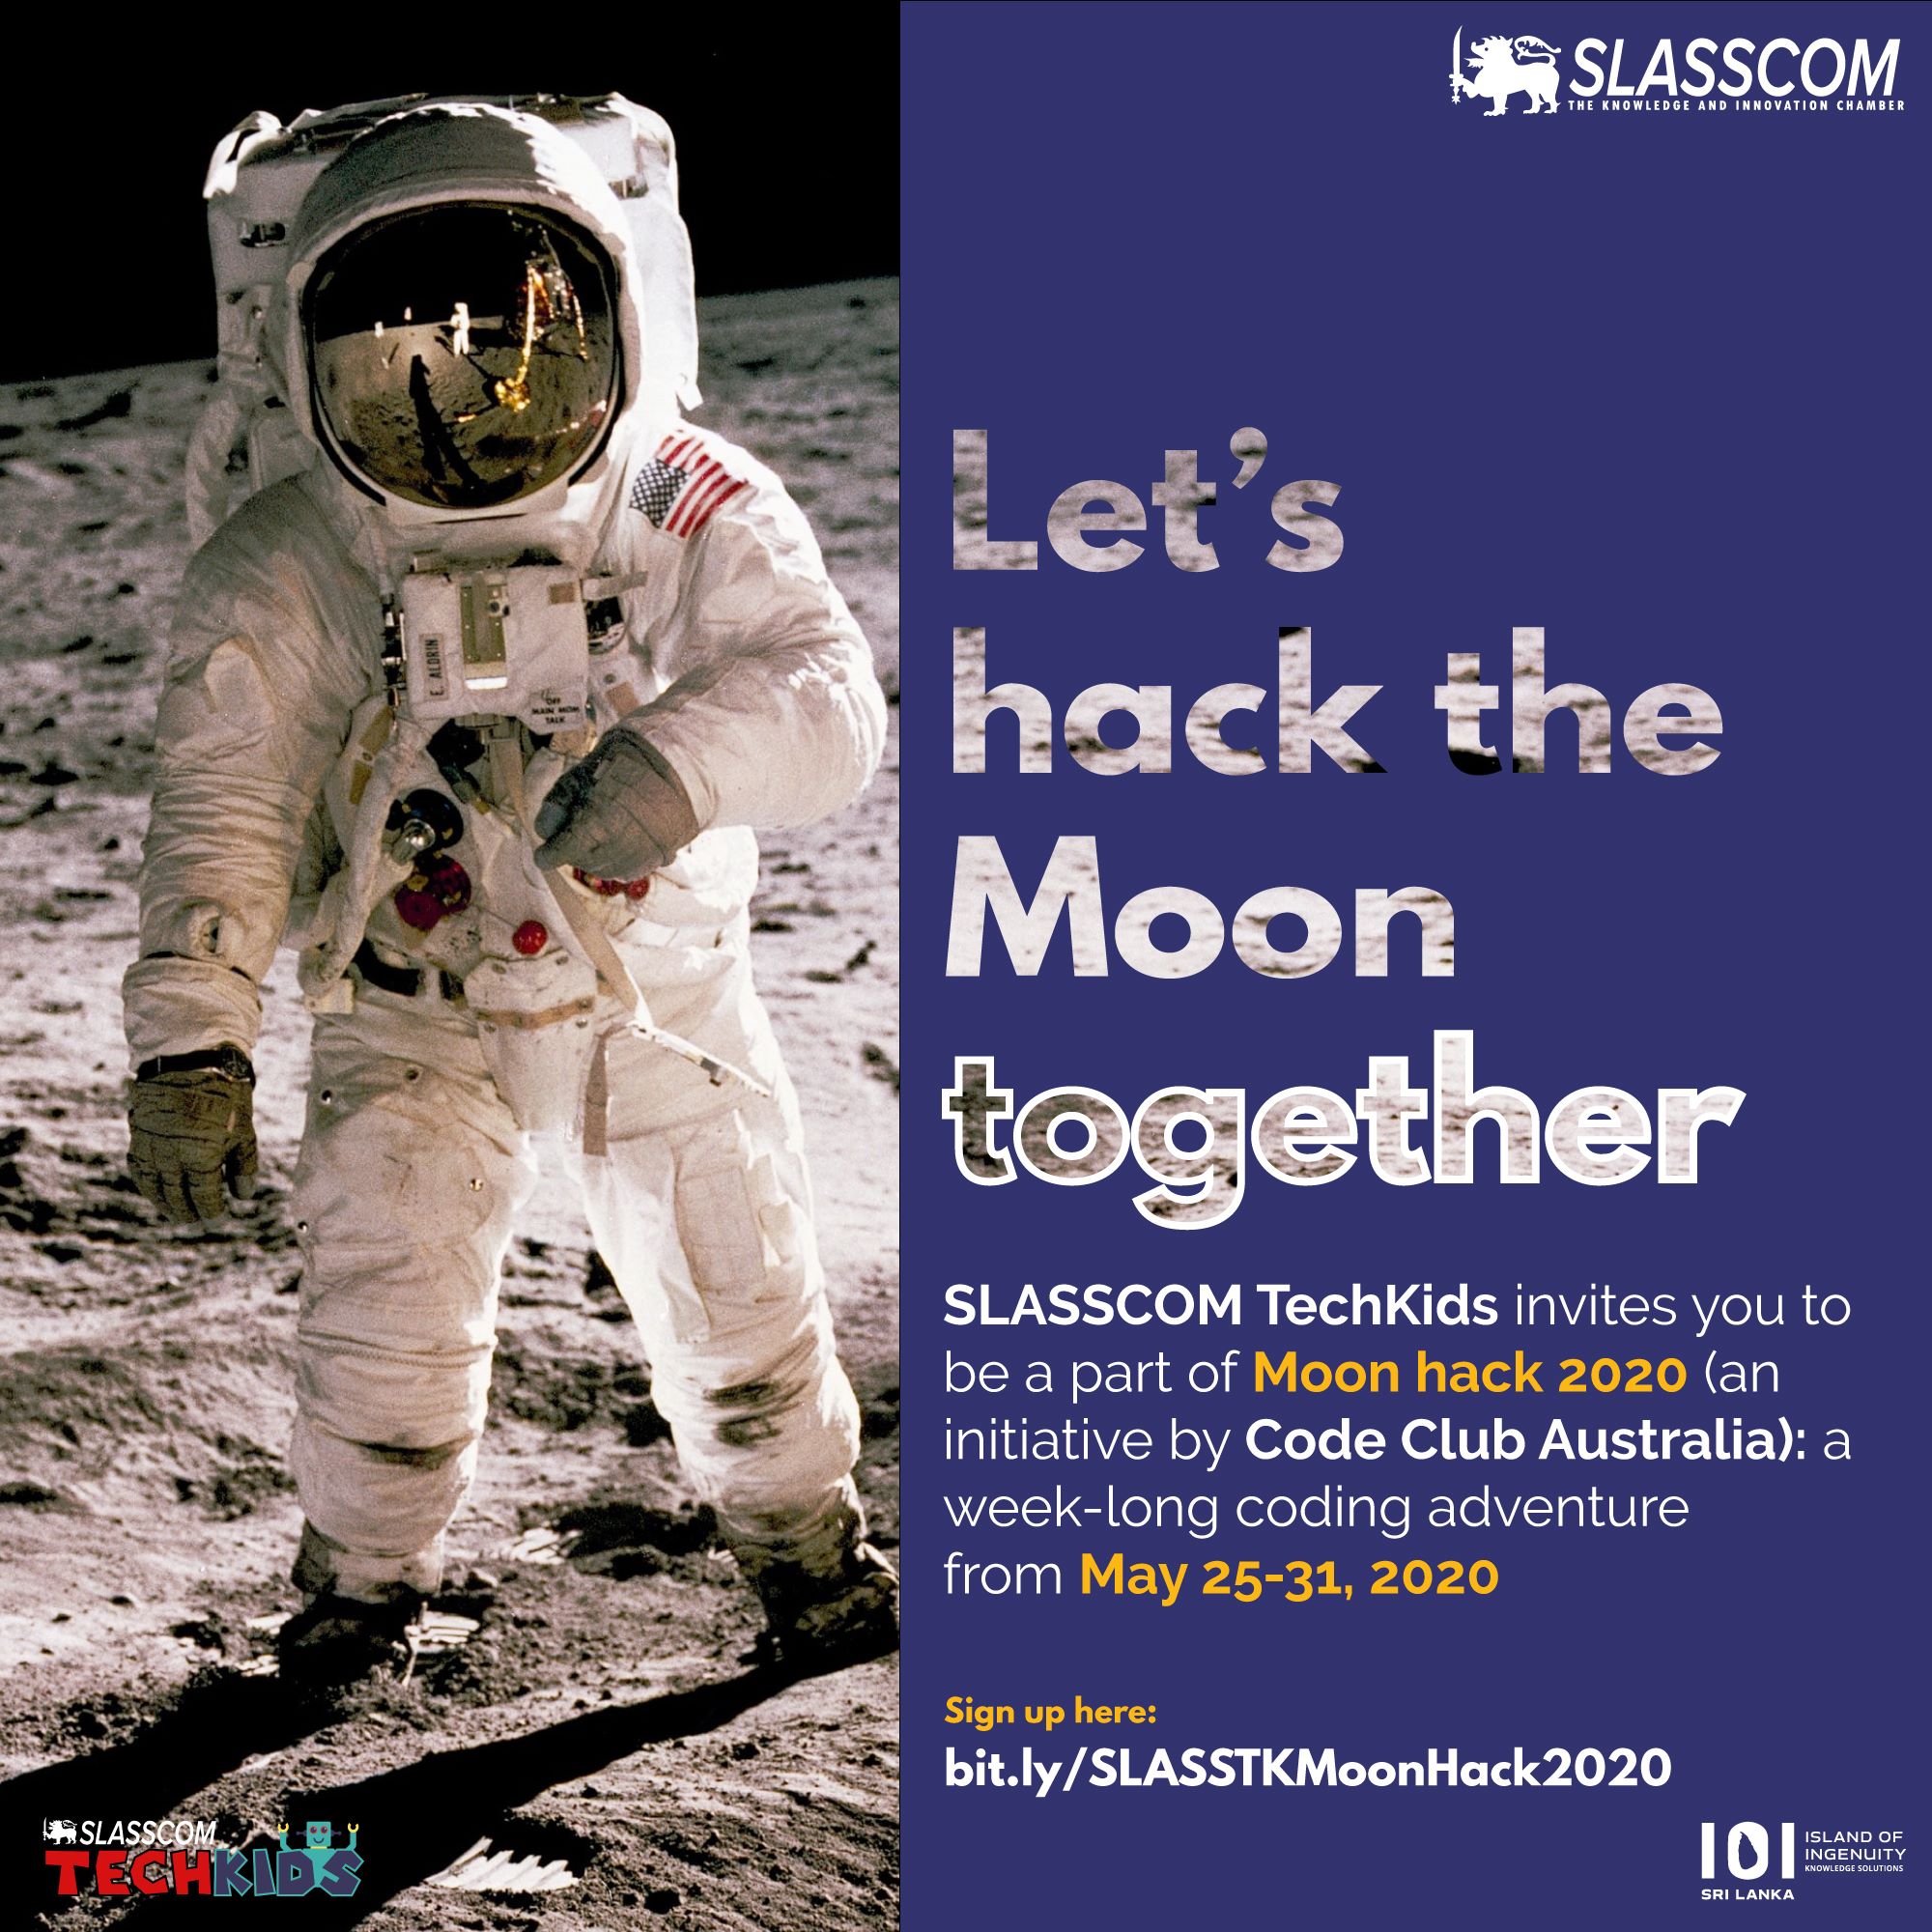 SLASSCOM
THE KNOWLEDGE AND INNOVATION CHAMBER
E. ALDRIN
Let's
hack the
Moon
together
SLASSCOM TechKids invites you to
be a part of Moon hack 2020 (an
initiative by Code Club Australia): a
week-long coding adventure
from May 25-31, 2020
Sign up here:
bit.ly/SLASSTKMoonHack2020
SLASSCOM
TECHKIDS
IOI
ISLAND OF
INGENUITY
KNOWLEDGE SOLUTIONS
SRI LANKA